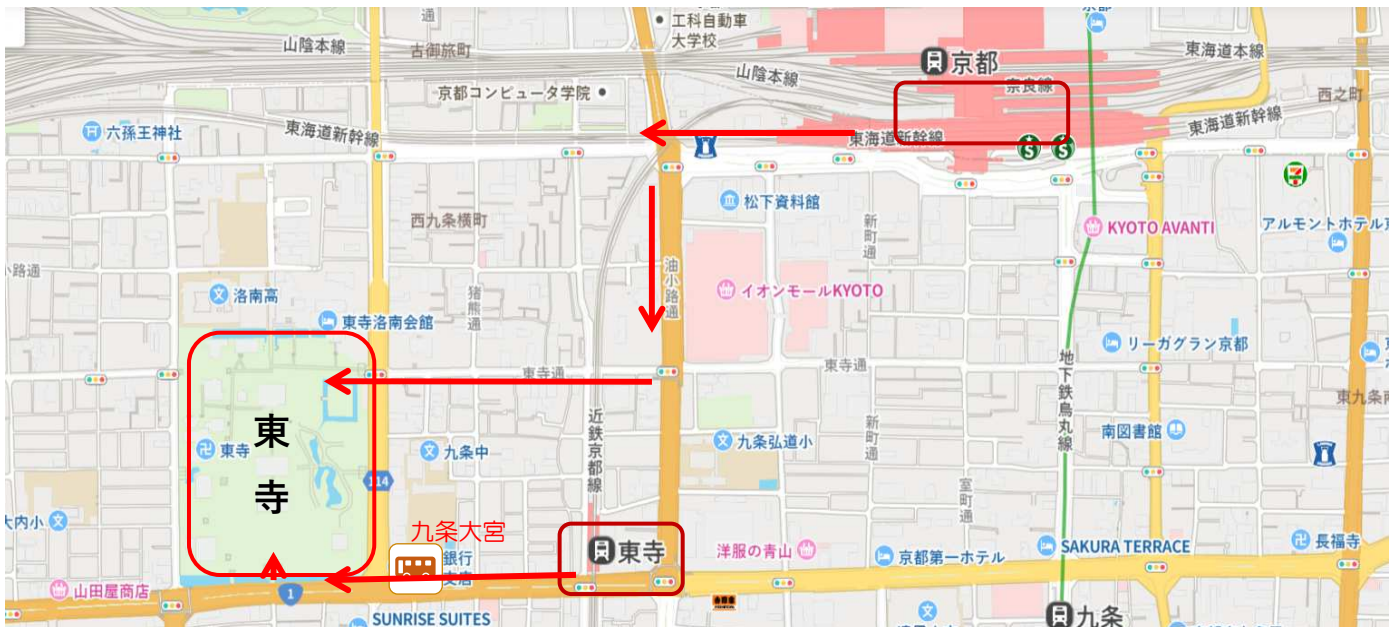 通
工科自動車
大学校
京都
山陰本線
古御旅町
京都
東海道本線
山陰本線
奈良線
京都コンピュータ学院
西之町
六孫王神社
東海道新幹線
東海道新幹線
東海道新幹線
松下資料館
西九条横町
新町通
KYOTO AVANTI
アルモントホテル
小路通
油小路通
洛南高
猪熊通
イオンモールKYOTO
東寺洛南会館
リーガグラン京都
東寺通
東寺通
地下鉄烏丸線
東九条南
東寺
近鉄京都線
新町通
南図書館
東寺
九条中
九条弘道小
114
室町通
大内小
九条大宮
銀行
支店
東寺
洋服の青山
京都第一ホテル
SAKURA TERRACE
長福寺
山田屋商店
1
SUNRISE SUITES
九条